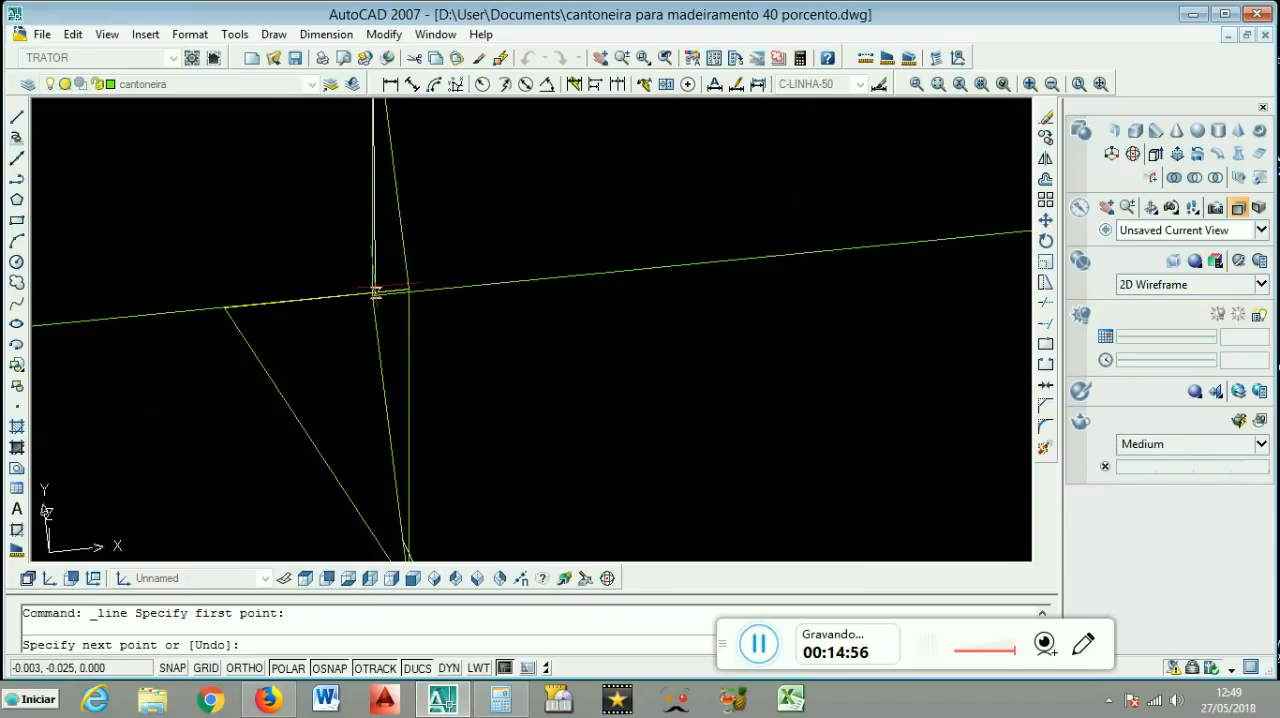 AutoCAD 2007 - [D:\User\Documents\cantoneira para madeiramento 40 porcento.dwg]
File Edit View Insert Format Tools Draw Dimension Modify Window Help
TRATOR
cantoneira
C-LINHA-50
Unsaved Current View
2D Wireframe
Medium
Y
Z
X
Unnamed
Command: _line Specify first point:
Specify next point or [Undo]:
Gravando...
00:14:56
-0.003, -0.025, 0.000 SNAP GRID ORTHO POLAR OSNAP OTRACK DUCS DYN LWT
Iniciar
12:49
27/05/2018